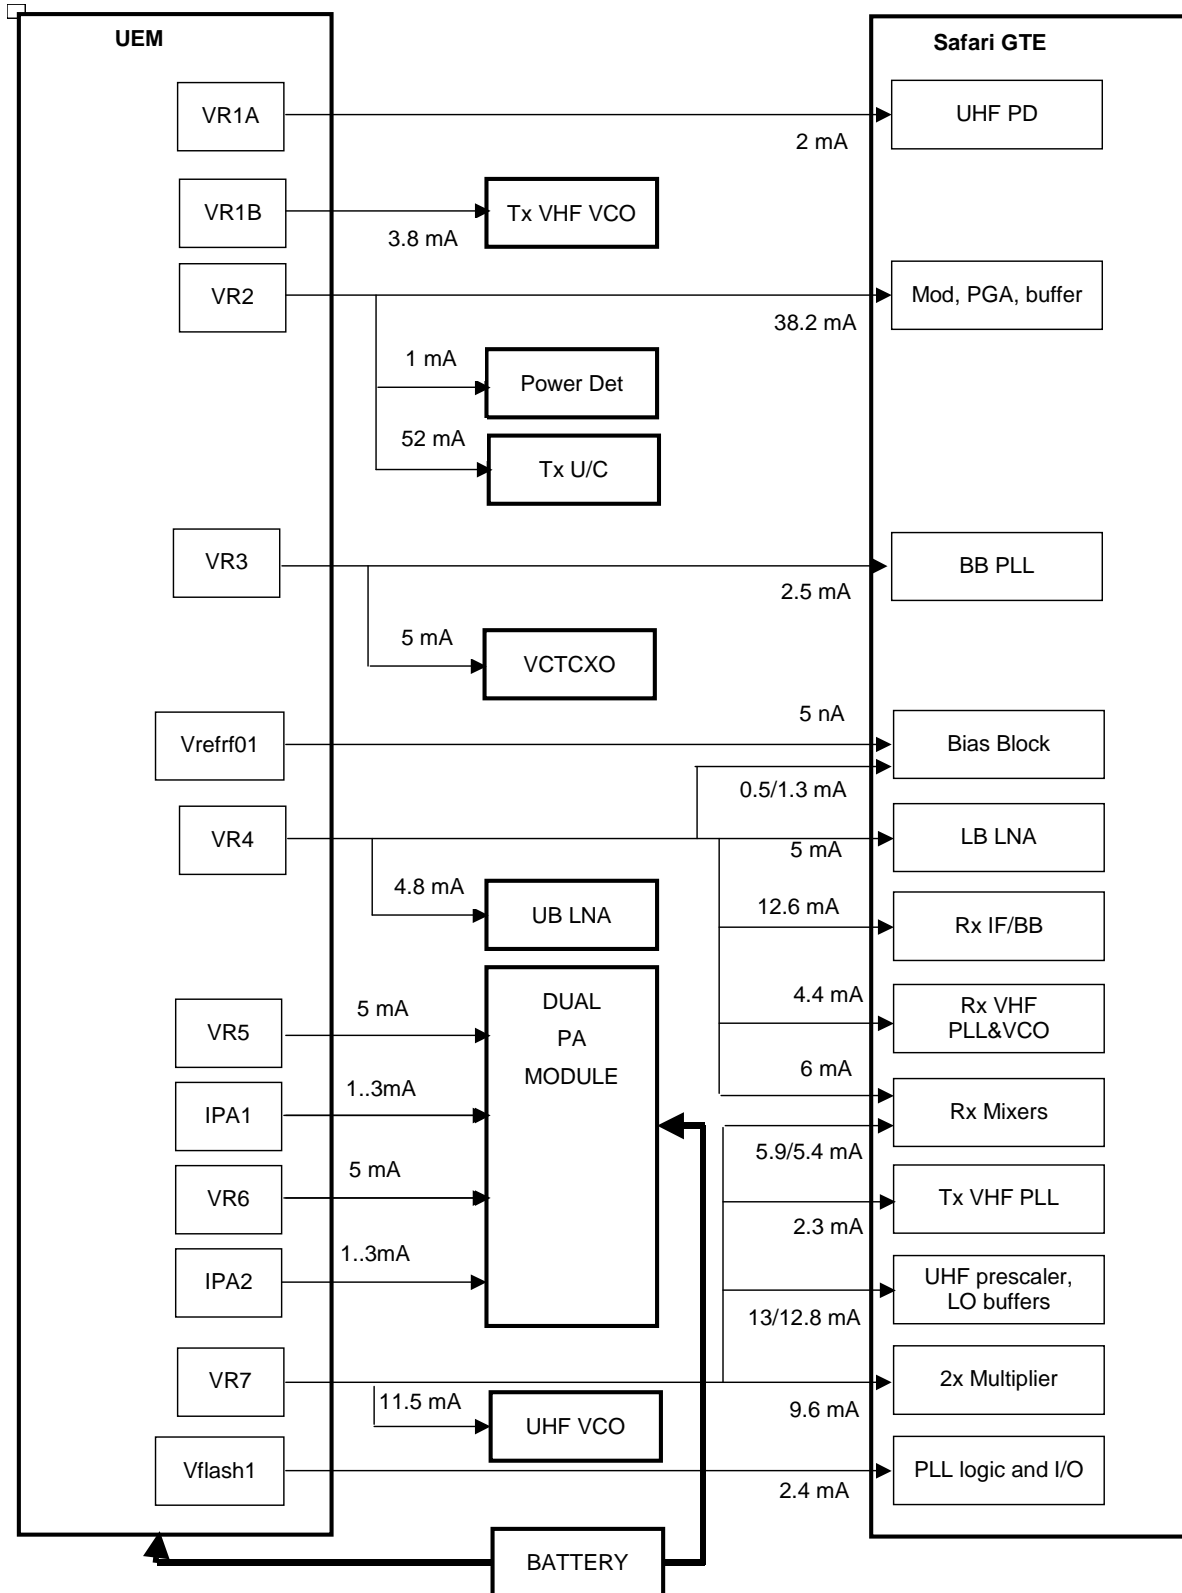 UEM
Safari GTE
VR1A
UHF PD
2 mA
VR1B
Tx VHF VCO
3.8 mA
VR2
Mod, PGA, buffer
38.2 mA
1 mA
Power Det
52 mA
Tx U/C
VR3
BB PLL
2.5 mA
5 mA
VCTCXO
5 nA
Vrefrf01
Bias Block
0.5/1.3 mA
VR4
LB LNA
5 mA
4.8 mA
UB LNA
12.6 mA
Rx IF/BB
DUAL
PA
MODULE
4.4 mA
Rx VHF
PLL&VCO
5 mA
VR5
6 mA
1..3mA
IPA1
Rx Mixers
5.9/5.4 mA
5 mA
VR6
Tx VHF PLL
2.3 mA
1..3mA
IPA2
UHF prescaler,
LO buffers
13/12.8 mA
VR7
2x Multiplier
11.5 mA
9.6 mA
UHF VCO
Vflash1
PLL logic and I/O
2.4 mA
BATTERY